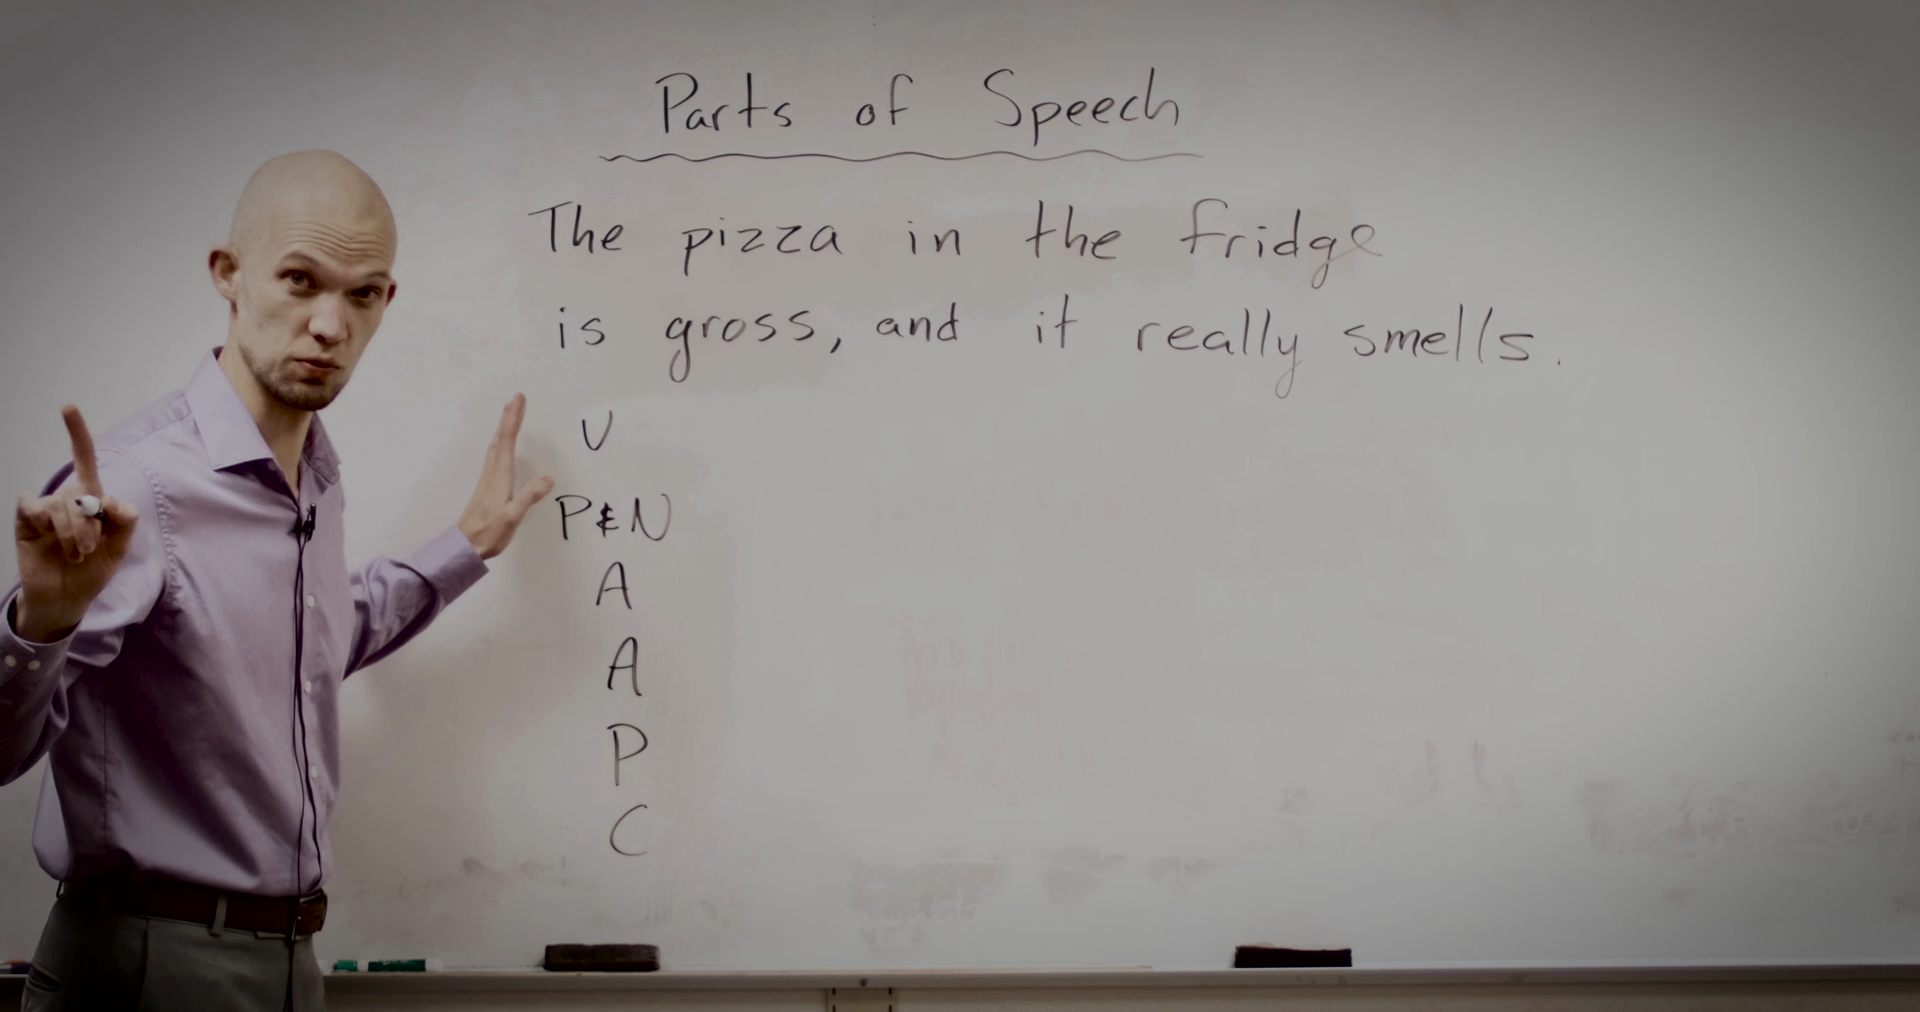 Parts of Speech
The pizza in the fridge
is gross, and it really smells.
V
P&N
A
A
P
C